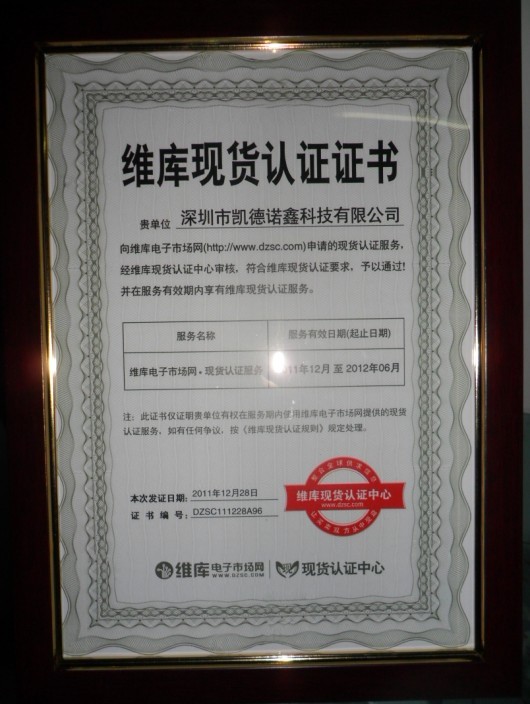 维库现货认证证书
贵单位 深圳市凯德诺鑫科技有限公司
向维库电子市场网(http://www.dzsc.com)申请的现货认证服务,
经维库现货认证中心审核，符合维库现货认证要求，予以通过!
并在服务有效期内享有维库现货认证服务。
服务名称 服务有效日期(起止日期)
维库电子市场网·现货认证服务 11年12月 至 2012年06月
注：此证书仅证明贵单位有权在服务期内使用维库电子市场网提供的现货
认证服务，如有任何争议，按《维库现货认证规则》规定处理。
维库现货认证中心
www.dzsc.com
本次发证日期: 2011年12月28日
证 书 编 号: DZSC111228A96
维库电子市场网 现货认证中心
WWW.DZSC.COM